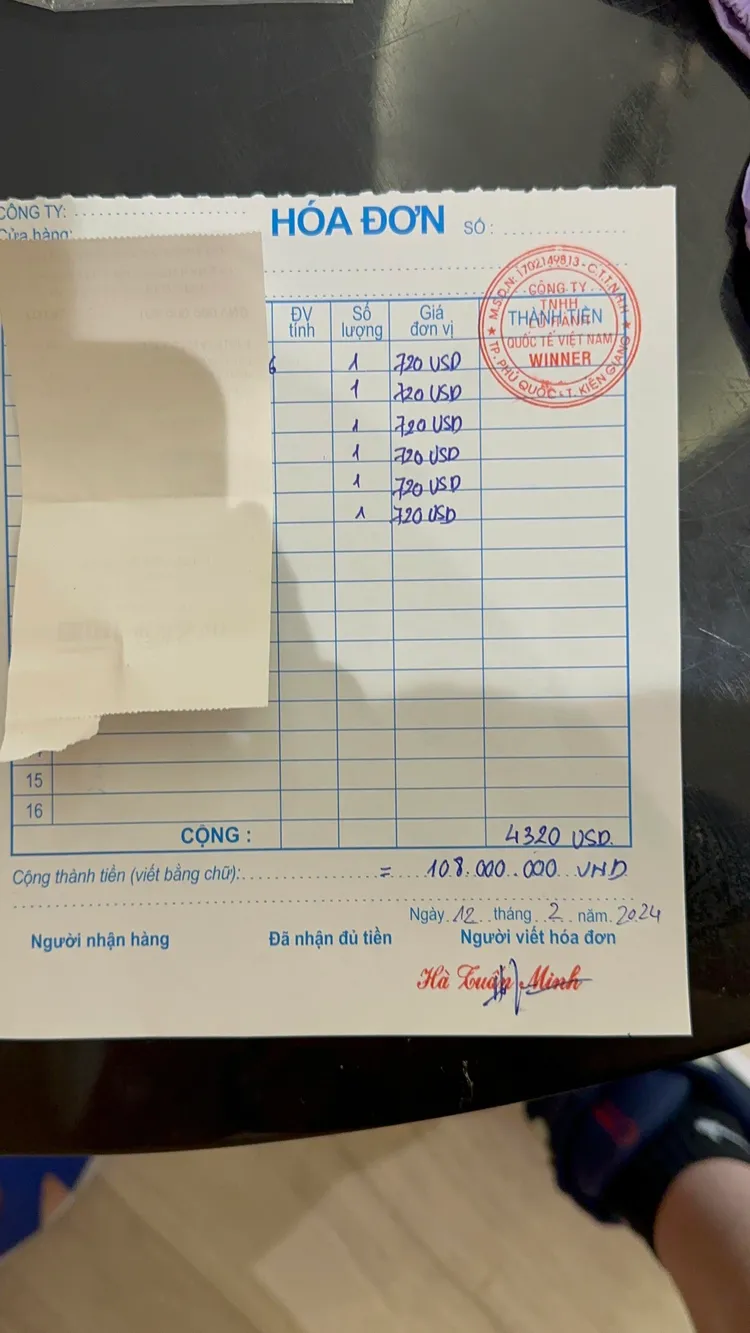 CÔNG TY:
HÓA ĐƠN SỐ:
Cửa hàng:
ĐV tính Số lượng Giá đơn vị THÀNH TIỀN
M.S.D.N: 1702149813 - C.T.T.N.H.H
CÔNG TY
TNHH
QUỐC TẾ VIỆT NAM
WINNER
TP. PHÚ QUỐC - T. KIÊN GIANG
6 1 720 USD
1 720 USD
1 720 USD
1 720 USD
1 720 USD
1 720 USD
15
16
CỘNG : 4320 USD
Cộng thành tiền (viết bằng chữ): = 108.000.000 VND
Ngày 12 tháng 2 năm 2024
Người nhận hàng Đã nhận đủ tiền Người viết hóa đơn
Hà Tuấn Minh